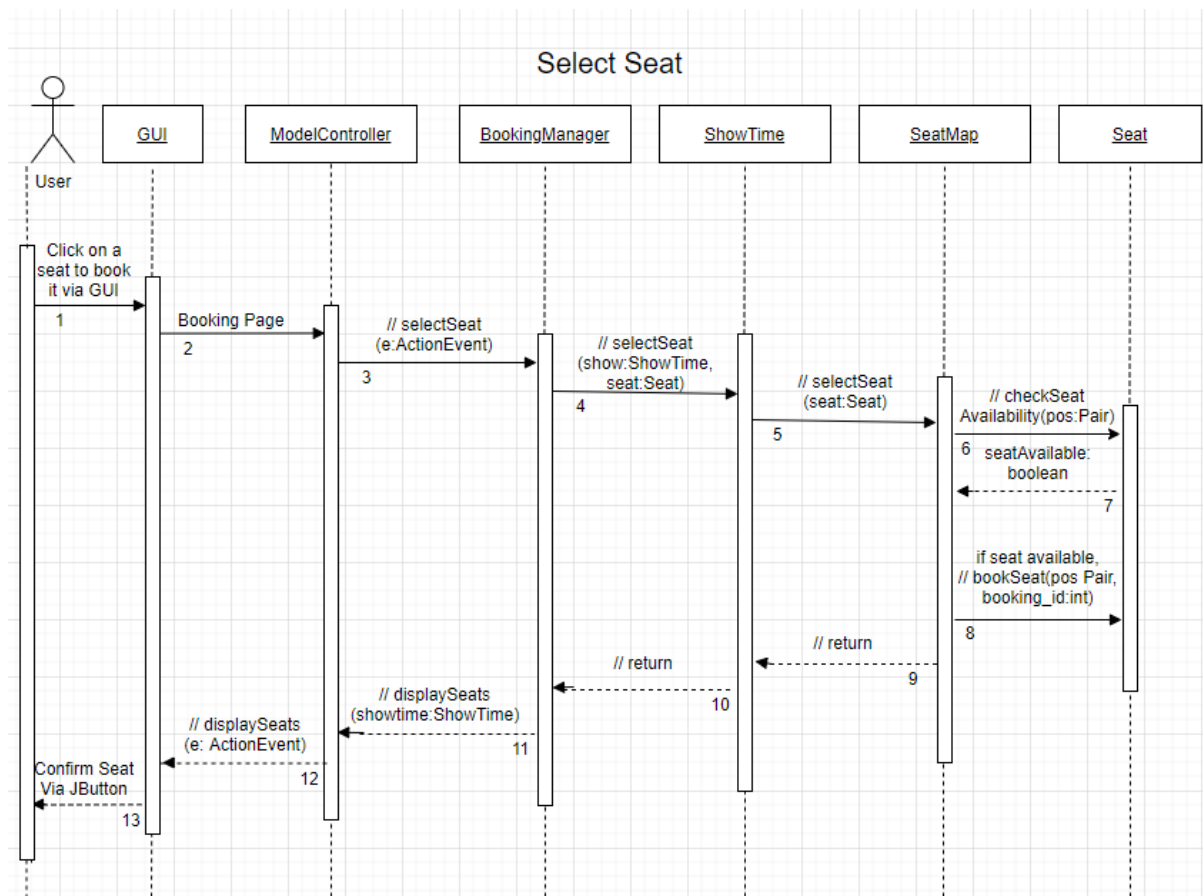 Select Seat
GUI
ModelController
BookingManager
ShowTime
SeatMap
Seat
User
Click on a
seat to book
it via GUI
1
Booking Page
2
// selectSeat
(e:ActionEvent)
3
// selectSeat
(show:ShowTime,
seat:Seat)
4
// selectSeat
(seat:Seat)
5
// checkSeat
Availability(pos:Pair)
6
seatAvailable:
boolean
7
if seat available,
// bookSeat(pos Pair,
booking_id:int)
8
// return
9
// return
10
// displaySeats
(showtime:ShowTime)
11
// displaySeats
(e: ActionEvent)
12
Confirm Seat
Via JButton
13